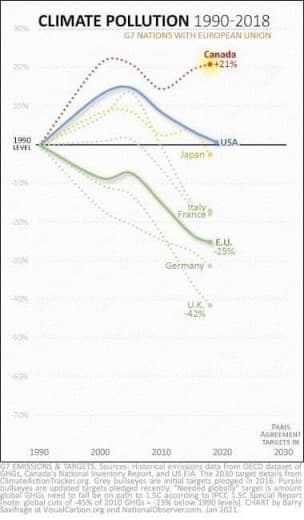 CLIMATE POLLUTION 1990-2018
G7 NATIONS WITH EUROPEAN UNION
30%
Canada
+21%
20%
10%
1990
LEVEL
USA
Japan
-10%
-20%
Italy
France
E.U.
-25%
-30%
Germany
-40%
U.K.
-42%
-50%
-60%
-70%
PARIS
AGREEMENT
TARGETS IN
1990
2000
2010
2020
2030
G7 EMISSIONS & TARGETS. Sources: Historical emissions data from OECD dataset of
GHGs, Canada's National Inventory Report, and US EIA. The 2030 target details from
ClimateActionTracker.org. Grey bullseyes are initial targets pledged in 2016. Purple
bullseyes are updated targets pledged recently. "Needed globally" target is amount
global GHGs need to fall be on path to 1.5C according to IPCC 1.5C Special Report
(note: global cuts of -45% of 2010 GHGs = -23% below 1990 levels). CHART by Barry
Saxifrage at VisualCarbon.org and NationalObserver.com. Jan 2021.